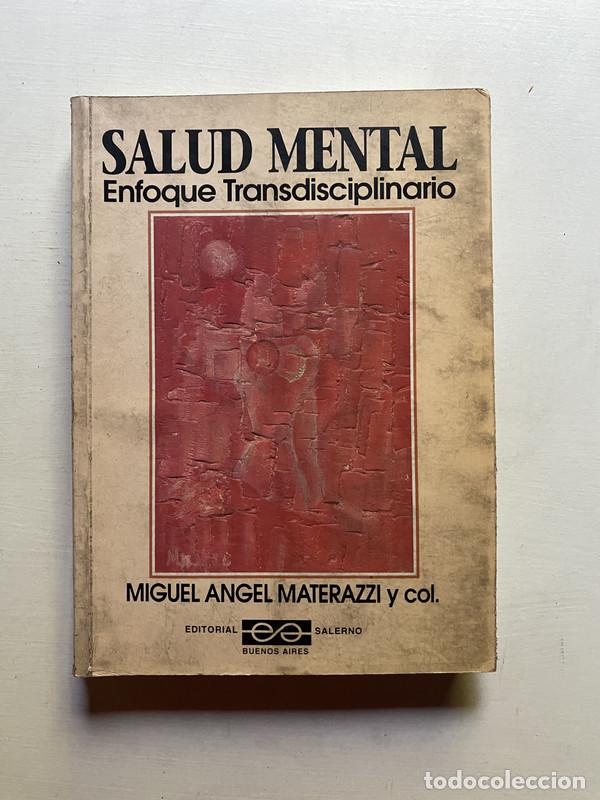 SALUD MENTAL
Enfoque Transdisciplinario
MIGUEL ANGEL MATERAZZI y col.
EDITORIAL SALERNO
BUENOS AIRES
todocoleccion